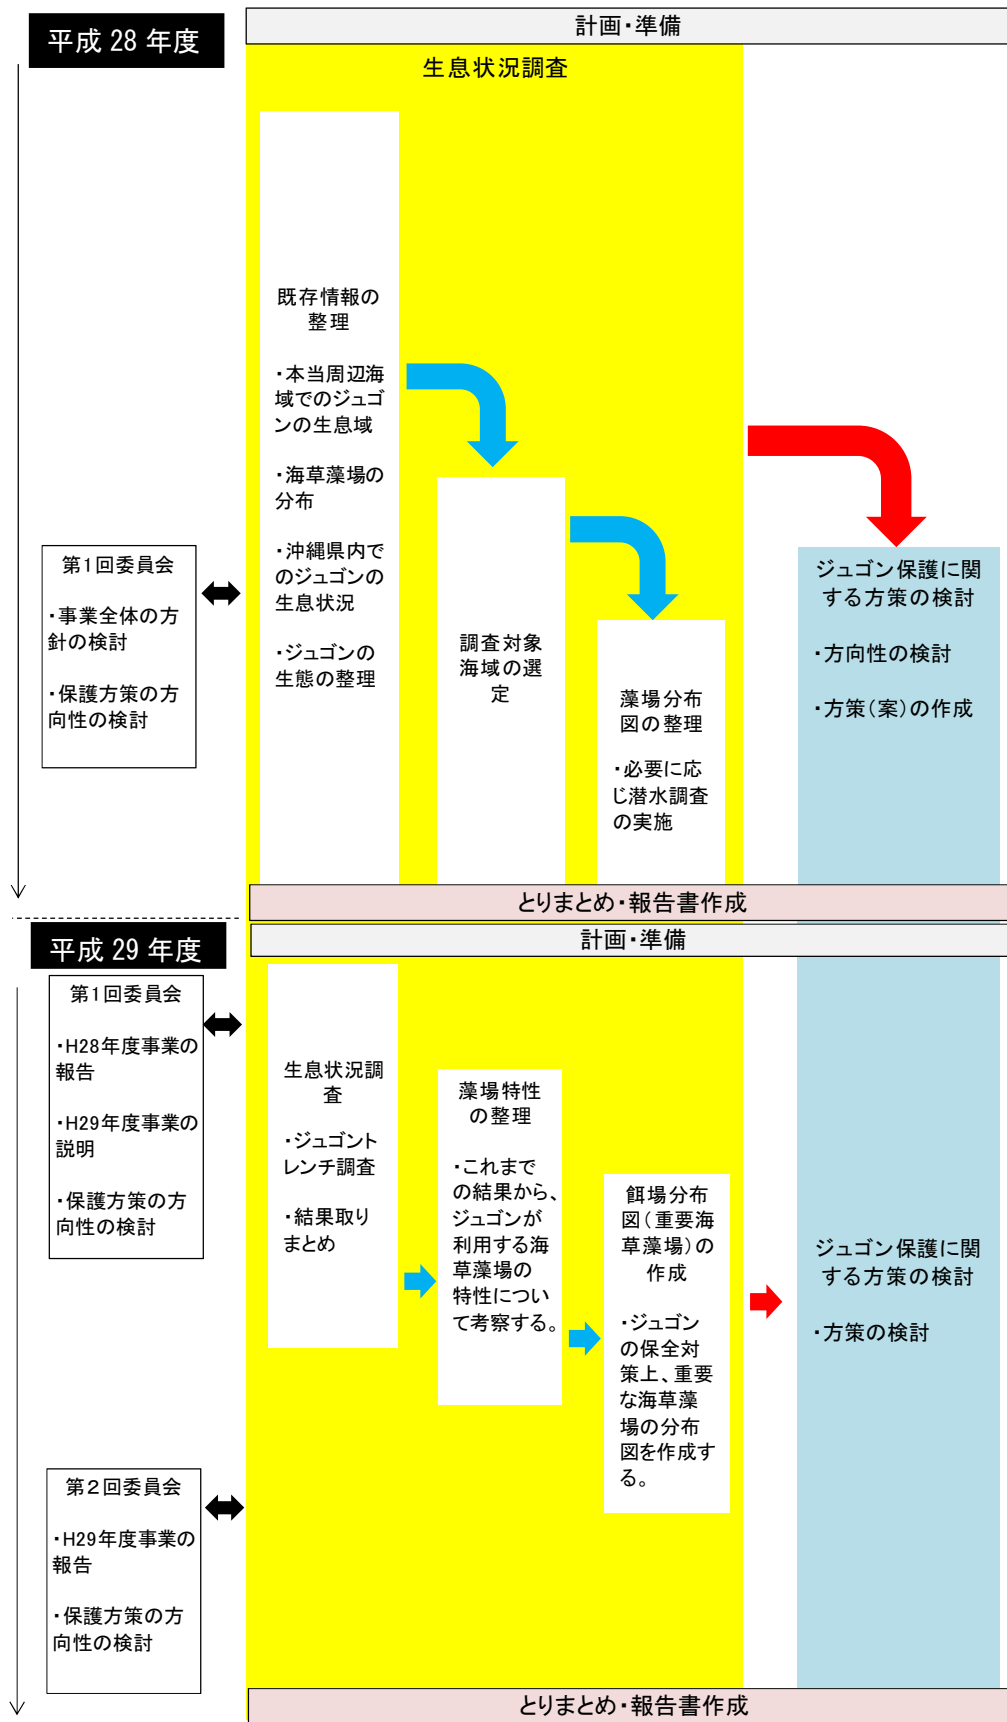 平成 28 年度
計画・準備
生息状況調査
既存情報の
整理
・本当周辺海
域でのジュゴ
ンの生息域
・海草藻場の
分布
・沖縄県内で
のジュゴンの
生息状況
・ジュゴンの
生態の整理
第1回委員会
・事業全体の方
針の検討
・保護方策の方
向性の検討
調査対象
海域の選
定
藻場分布
図の整理
・必要に応
じ潜水調査
の実施
ジュゴン保護に関
する方策の検討
・方向性の検討
・方策(案)の作成
とりまとめ・報告書作成
平成 29 年度
計画・準備
第1回委員会
・H28年度事業の
報告
・H29年度事業の
説明
・保護方策の方
向性の検討
生息状況調
査
・ジュゴント
レンチ調査
・結果取り
まとめ
藻場特性
の整理
・これまで
の結果から、
ジュゴンが
利用する海
草藻場の
特性につい
て考察する。
餌場分布
図(重要海
草藻場)の
作成
・ジュゴン
の保全対
策上、重要
な海草藻
場の分布
図を作成す
る。
ジュゴン保護に関
する方策の検討
・方策の検討
第2回委員会
・H29年度事業の
報告
・保護方策の方
向性の検討
とりまとめ・報告書作成